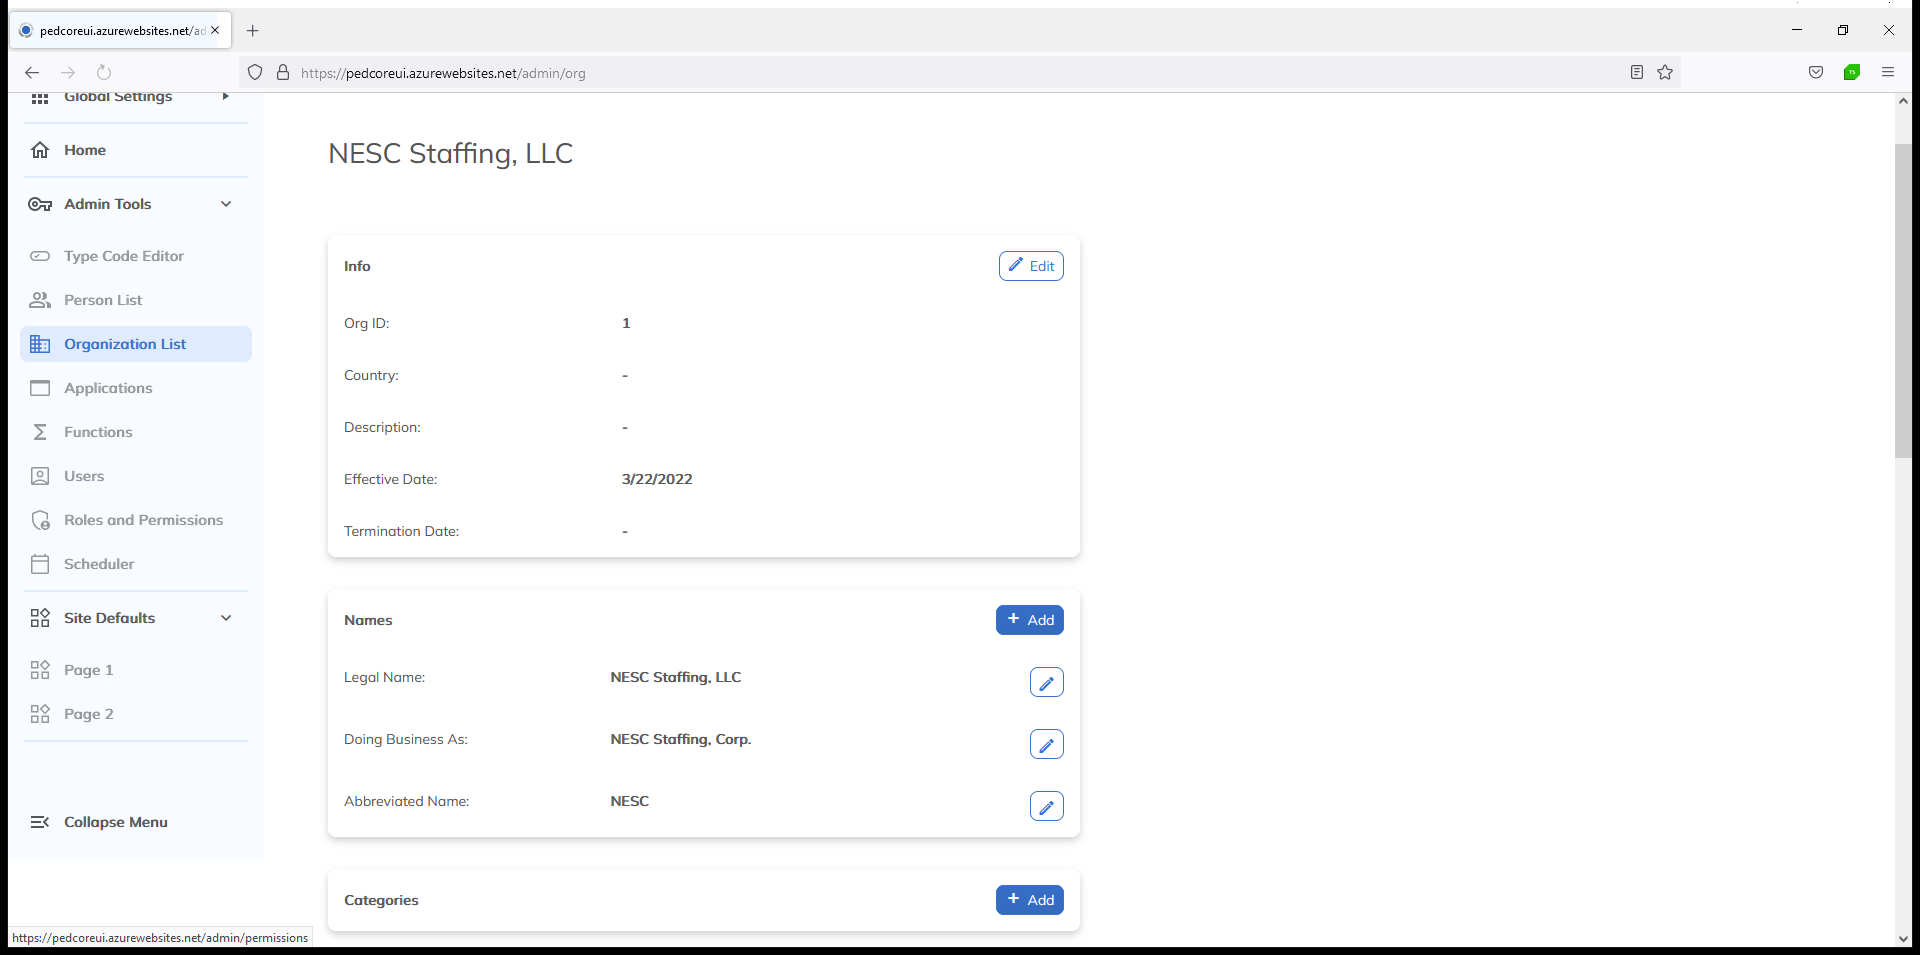 pedcoreui.azurewebsites.net/ad
https://pedcoreui.azurewebsites.net/admin/org
TS
Global Settings
Home
Admin Tools
Type Code Editor
Person List
Organization List
Applications
Functions
Users
Roles and Permissions
Scheduler
Site Defaults
Page 1
Page 2
Collapse Menu
NESC Staffing, LLC
Info
Edit
Org ID: 1
Country: -
Description: -
Effective Date: 3/22/2022
Termination Date: -
Names
+ Add
Legal Name: NESC Staffing, LLC
Doing Business As: NESC Staffing, Corp.
Abbreviated Name: NESC
Categories
+ Add
https://pedcoreui.azurewebsites.net/admin/permissions